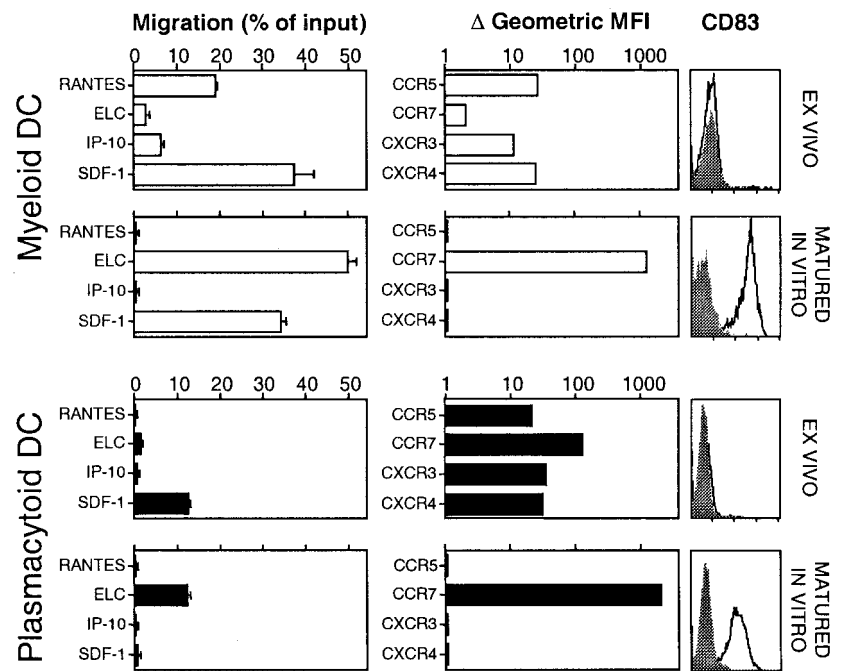 Migration (% of input)
Δ Geometric MFI
CD83
0 10 20 30 40 50
1 10 100 1000
Myeloid DC
RANTES
ELC
IP-10
SDF-1
CCR5
CCR7
CXCR3
CXCR4
EX VIVO
RANTES
ELC
IP-10
SDF-1
CCR5
CCR7
CXCR3
CXCR4
MATURED
IN VITRO
0 10 20 30 40 50
1 10 100 1000
Plasmacytoid DC
RANTES
ELC
IP-10
SDF-1
CCR5
CCR7
CXCR3
CXCR4
EX VIVO
RANTES
ELC
IP-10
SDF-1
CCR5
CCR7
CXCR3
CXCR4
MATURED
IN VITRO